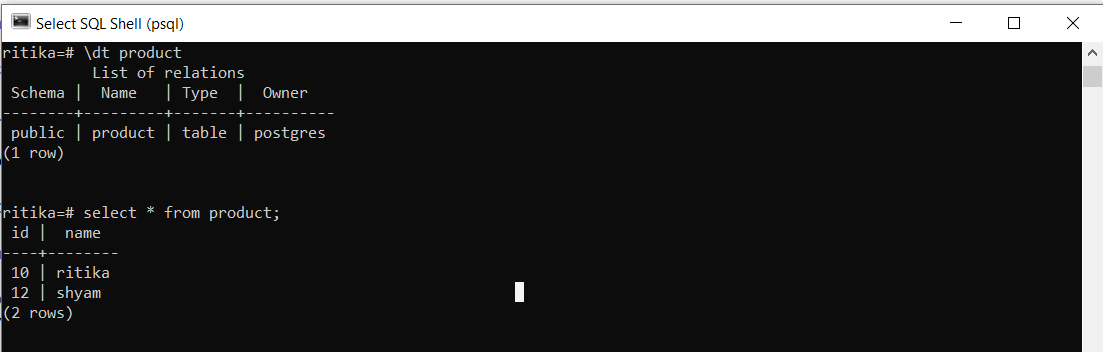 Select SQL Shell (psql)
ritika=# \dt product
          List of relations
 Schema |  Name   | Type  |  Owner
--------+---------+-------+----------
 public | product | table | postgres
(1 row)
ritika=# select * from product;
 id |  name
----+--------
 10 | ritika
 12 | shyam
(2 rows)